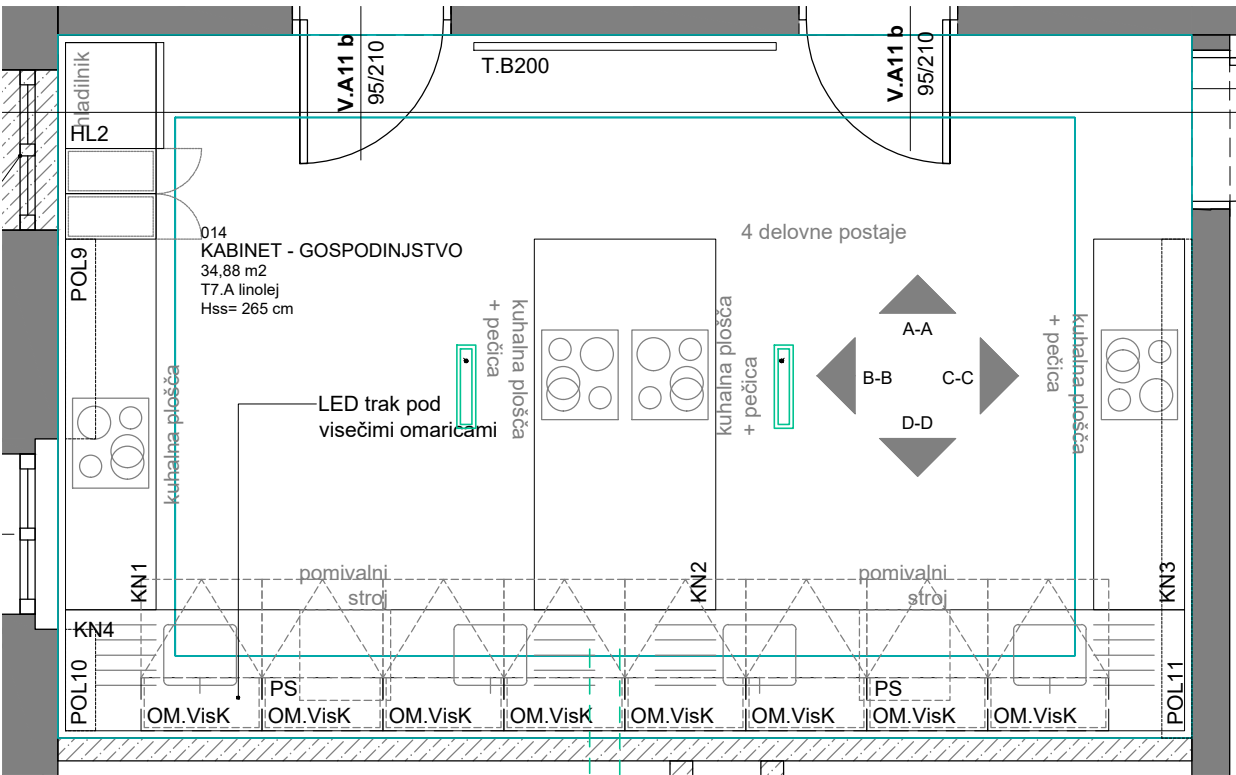 V.A11 b
95/210
T.B200
V.A11 b
95/210
hladilnik
HL2
014
KABINET - GOSPODINJSTVO
34,88 m2
T7.A linolej
Hss= 265 cm
4 delovne postaje
POL9
kuhalna plošča
+ pečica
kuhalna plošča
+ pečica
A-A
B-B
C-C
D-D
kuhalna plošča
+ pečica
kuhalna plošča
LED trak pod
visečimi omaricami
KN1
pomivalni
stroj
KN2
pomivalni
stroj
KN3
KN4
POL10
PS
PS
POL11
OM.VisK
OM.VisK
OM.VisK
OM.VisK
OM.VisK
OM.VisK
OM.VisK
OM.VisK